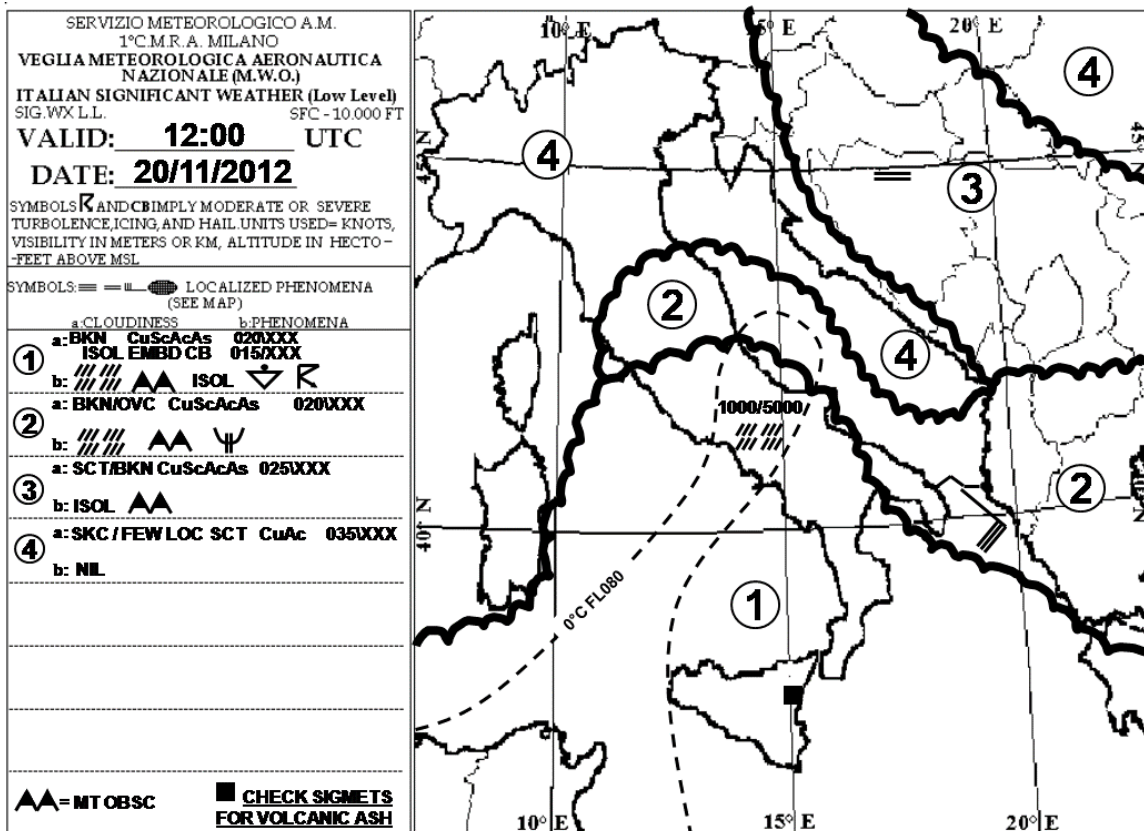 SERVIZIO METEOROLOGICO A.M.
1°C.M.R.A. MILANO
VEGLIA METEOROLOGICA AERONAUTICA
NAZIONALE (M.W.O.)
ITALIAN SIGNIFICANT WEATHER (Low Level)
SIG.WX L.L. SFC - 10.000 FT
VALID: 12:00 UTC
DATE: 20/11/2012
SYMBOLS AND CB IMPLY MODERATE OR SEVERE
TURBOLENCE,ICING, AND HAIL. UNITS USED= KNOTS,
VISIBILITY IN METERS OR KM, ALTITUDE IN HECTO-
-FEET ABOVE MSL
SYMBOLS: LOCALIZED PHENOMENA
(SEE MAP)
a:CLOUDINESS b:PHENOMENA
1 a: BKN CuScAcAs 020\XXX
ISOL EMBD CB 015/XXX
b: ISOL
2 a: BKN/OVC CuScAcAs 020\XXX
b:
3 a: SCT/BKN CuScAcAs 025\XXX
b: ISOL
4 a: SKC / FEW LOC SCT CuAc 035\XXX
b: NIL
= MT OBSC
CHECK SIGMETS
FOR VOLCANIC ASH
10° E
15° E
20° E
4
4
45
N
45
N
3
2
4
1000/5000
2
40
N
N
0°C FL080
1
10° E
15° E
20° E